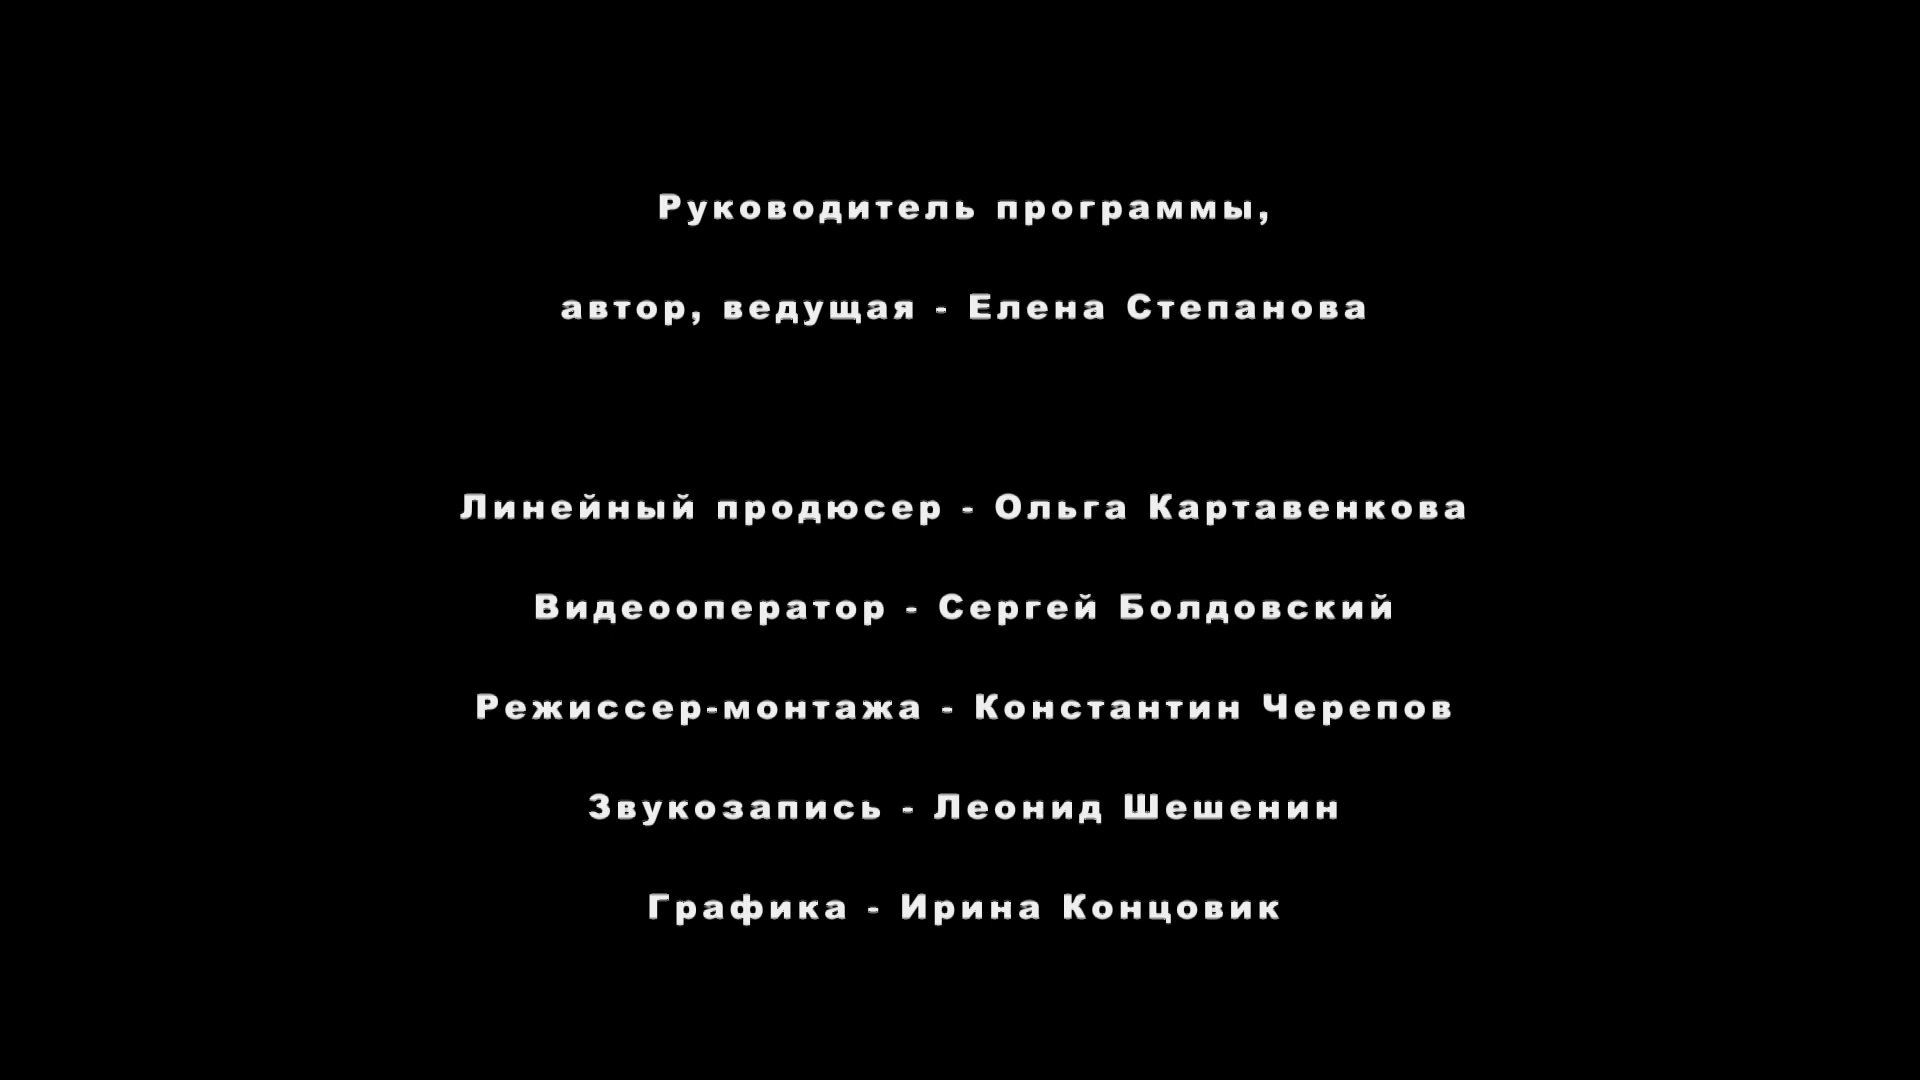 Руководитель программы,
автор, ведущая - Елена Степанова
Линейный продюсер - Ольга Картавенкова
Видеооператор - Сергей Болдовский
Режиссер-монтажа - Константин Черепов
Звукозапись - Леонид Шешенин
Графика - Ирина Концовик